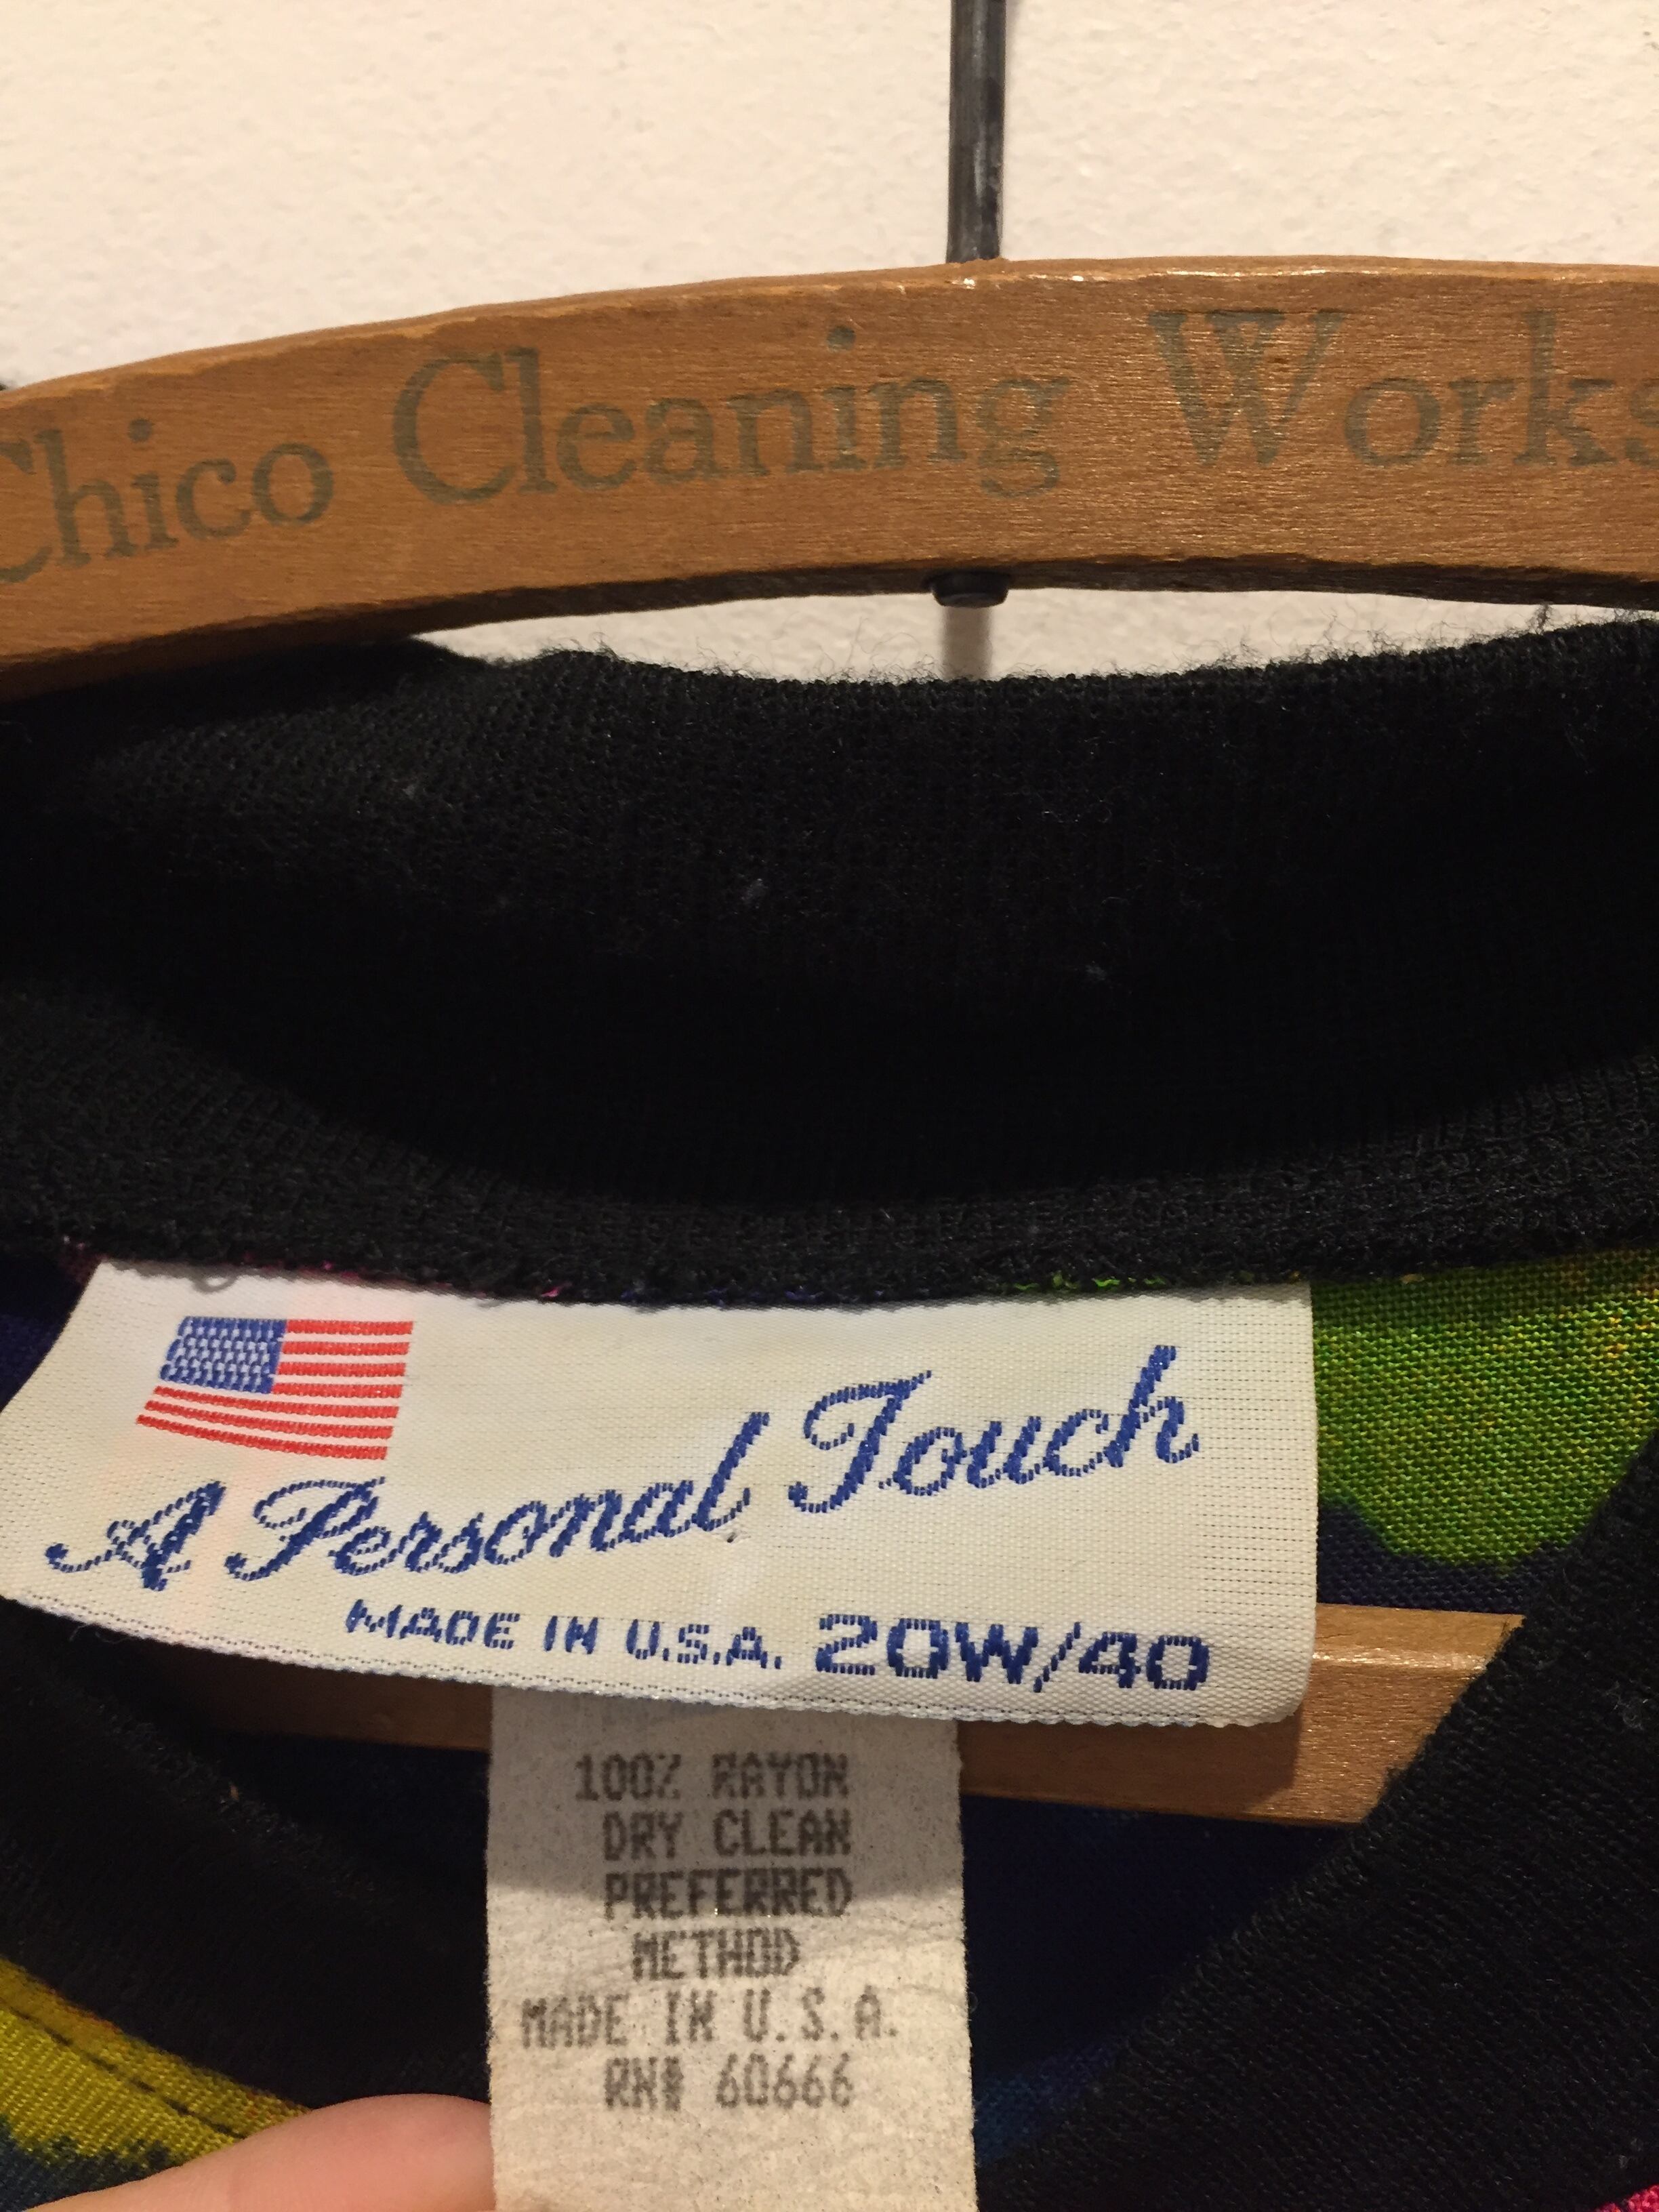 Chico Cleaning Works
A Personal Touch
MADE IN U.S.A. 20W/40
100% RAYON
DRY CLEAN
PREFERRED
METHOD
MADE IN U.S.A.
RN# 60666